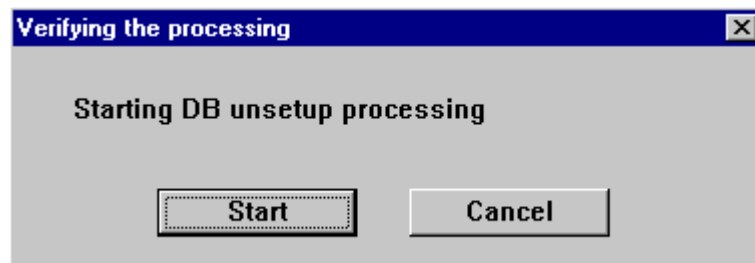 Verifying the processing
Starting DB unsetup processing
Start Cancel